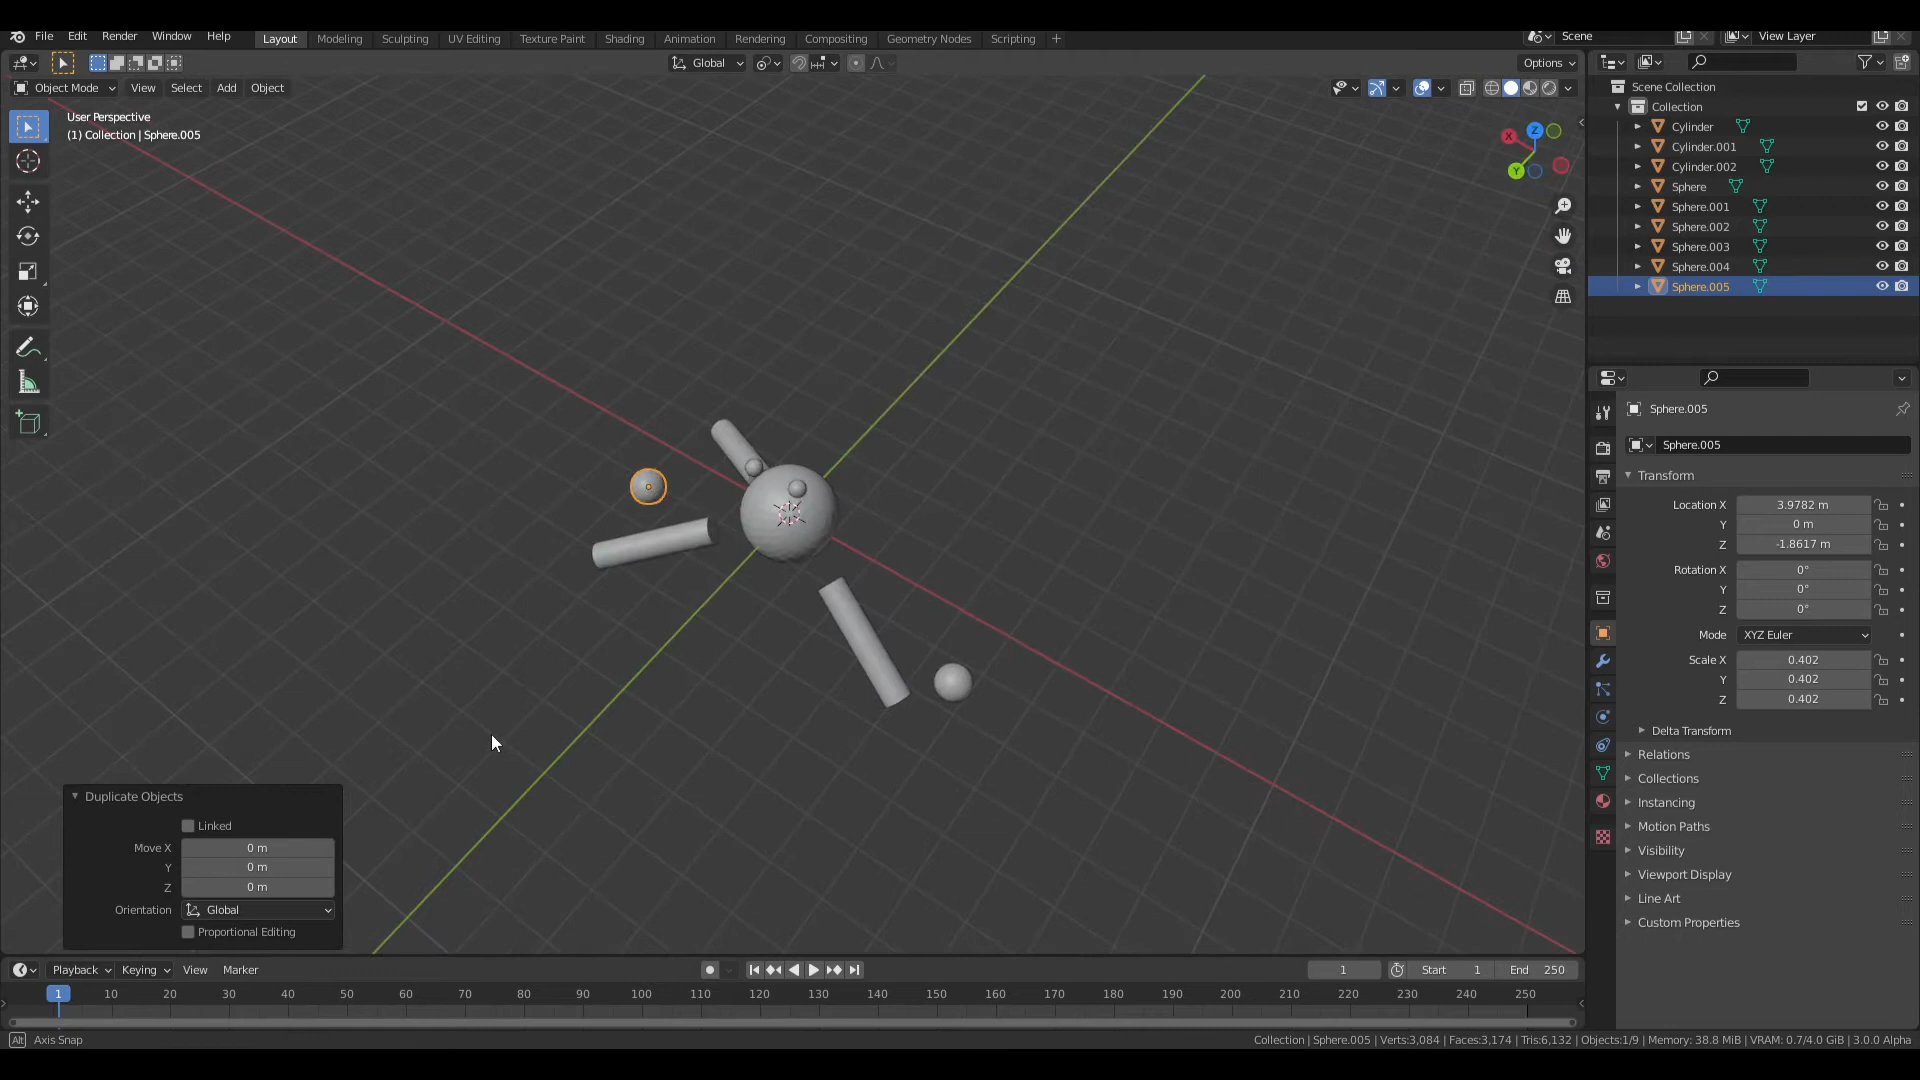 File Edit Render Window Help Layout Modeling Sculpting UV Editing Texture Paint Shading Animation Rendering Compositing Geometry Nodes Scripting + Scene View Layer
Global Options
Object Mode View Select Add Object
User Perspective
(1) Collection | Sphere.005
X
Z
Y
Scene Collection
Collection
Cylinder
Cylinder.001
Cylinder.002
Sphere
Sphere.001
Sphere.002
Sphere.003
Sphere.004
Sphere.005
Sphere.005
Sphere.005
Transform
Location X 3.9782 m
Y 0 m
Z -1.8617 m
Rotation X 0°
Y 0°
Z 0°
Mode XYZ Euler
Scale X 0.402
Y 0.402
Z 0.402
Delta Transform
Relations
Collections
Instancing
Motion Paths
Visibility
Viewport Display
Line Art
Custom Properties
Duplicate Objects
Linked
Move X 0 m
Y 0 m
Z 0 m
Orientation Global
Proportional Editing
Playback Keying View Marker 1 Start 1 End 250
1 10 20 30 40 50 60 70 80 90 100 110 120 130 140 150 160 170 180 190 200 210 220 230 240 250
Alt Axis Snap Collection | Sphere.005 | Verts:3,084 | Faces:3,174 | Tris:6,132 | Objects:1/9 | Memory: 38.8 MiB | VRAM: 0.7/4.0 GiB | 3.0.0 Alpha